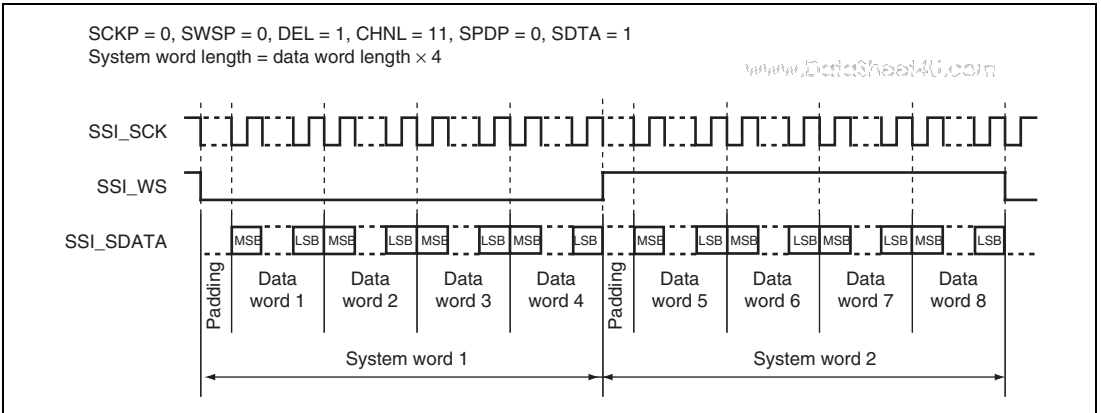 SCKP = 0, SWSP = 0, DEL = 1, CHNL = 11, SPDP = 0, SDTA = 1
System word length = data word length × 4
www.DataSheet4U.com
SSI_SCK
SSI_WS
SSI_SDATA
MSB LSB MSB LSB MSB LSB MSB LSB MSB LSB MSB LSB MSB LSB MSB LSB
Padding
Data word 1
Data word 2
Data word 3
Data word 4
Padding
Data word 5
Data word 6
Data word 7
Data word 8
System word 1
System word 2